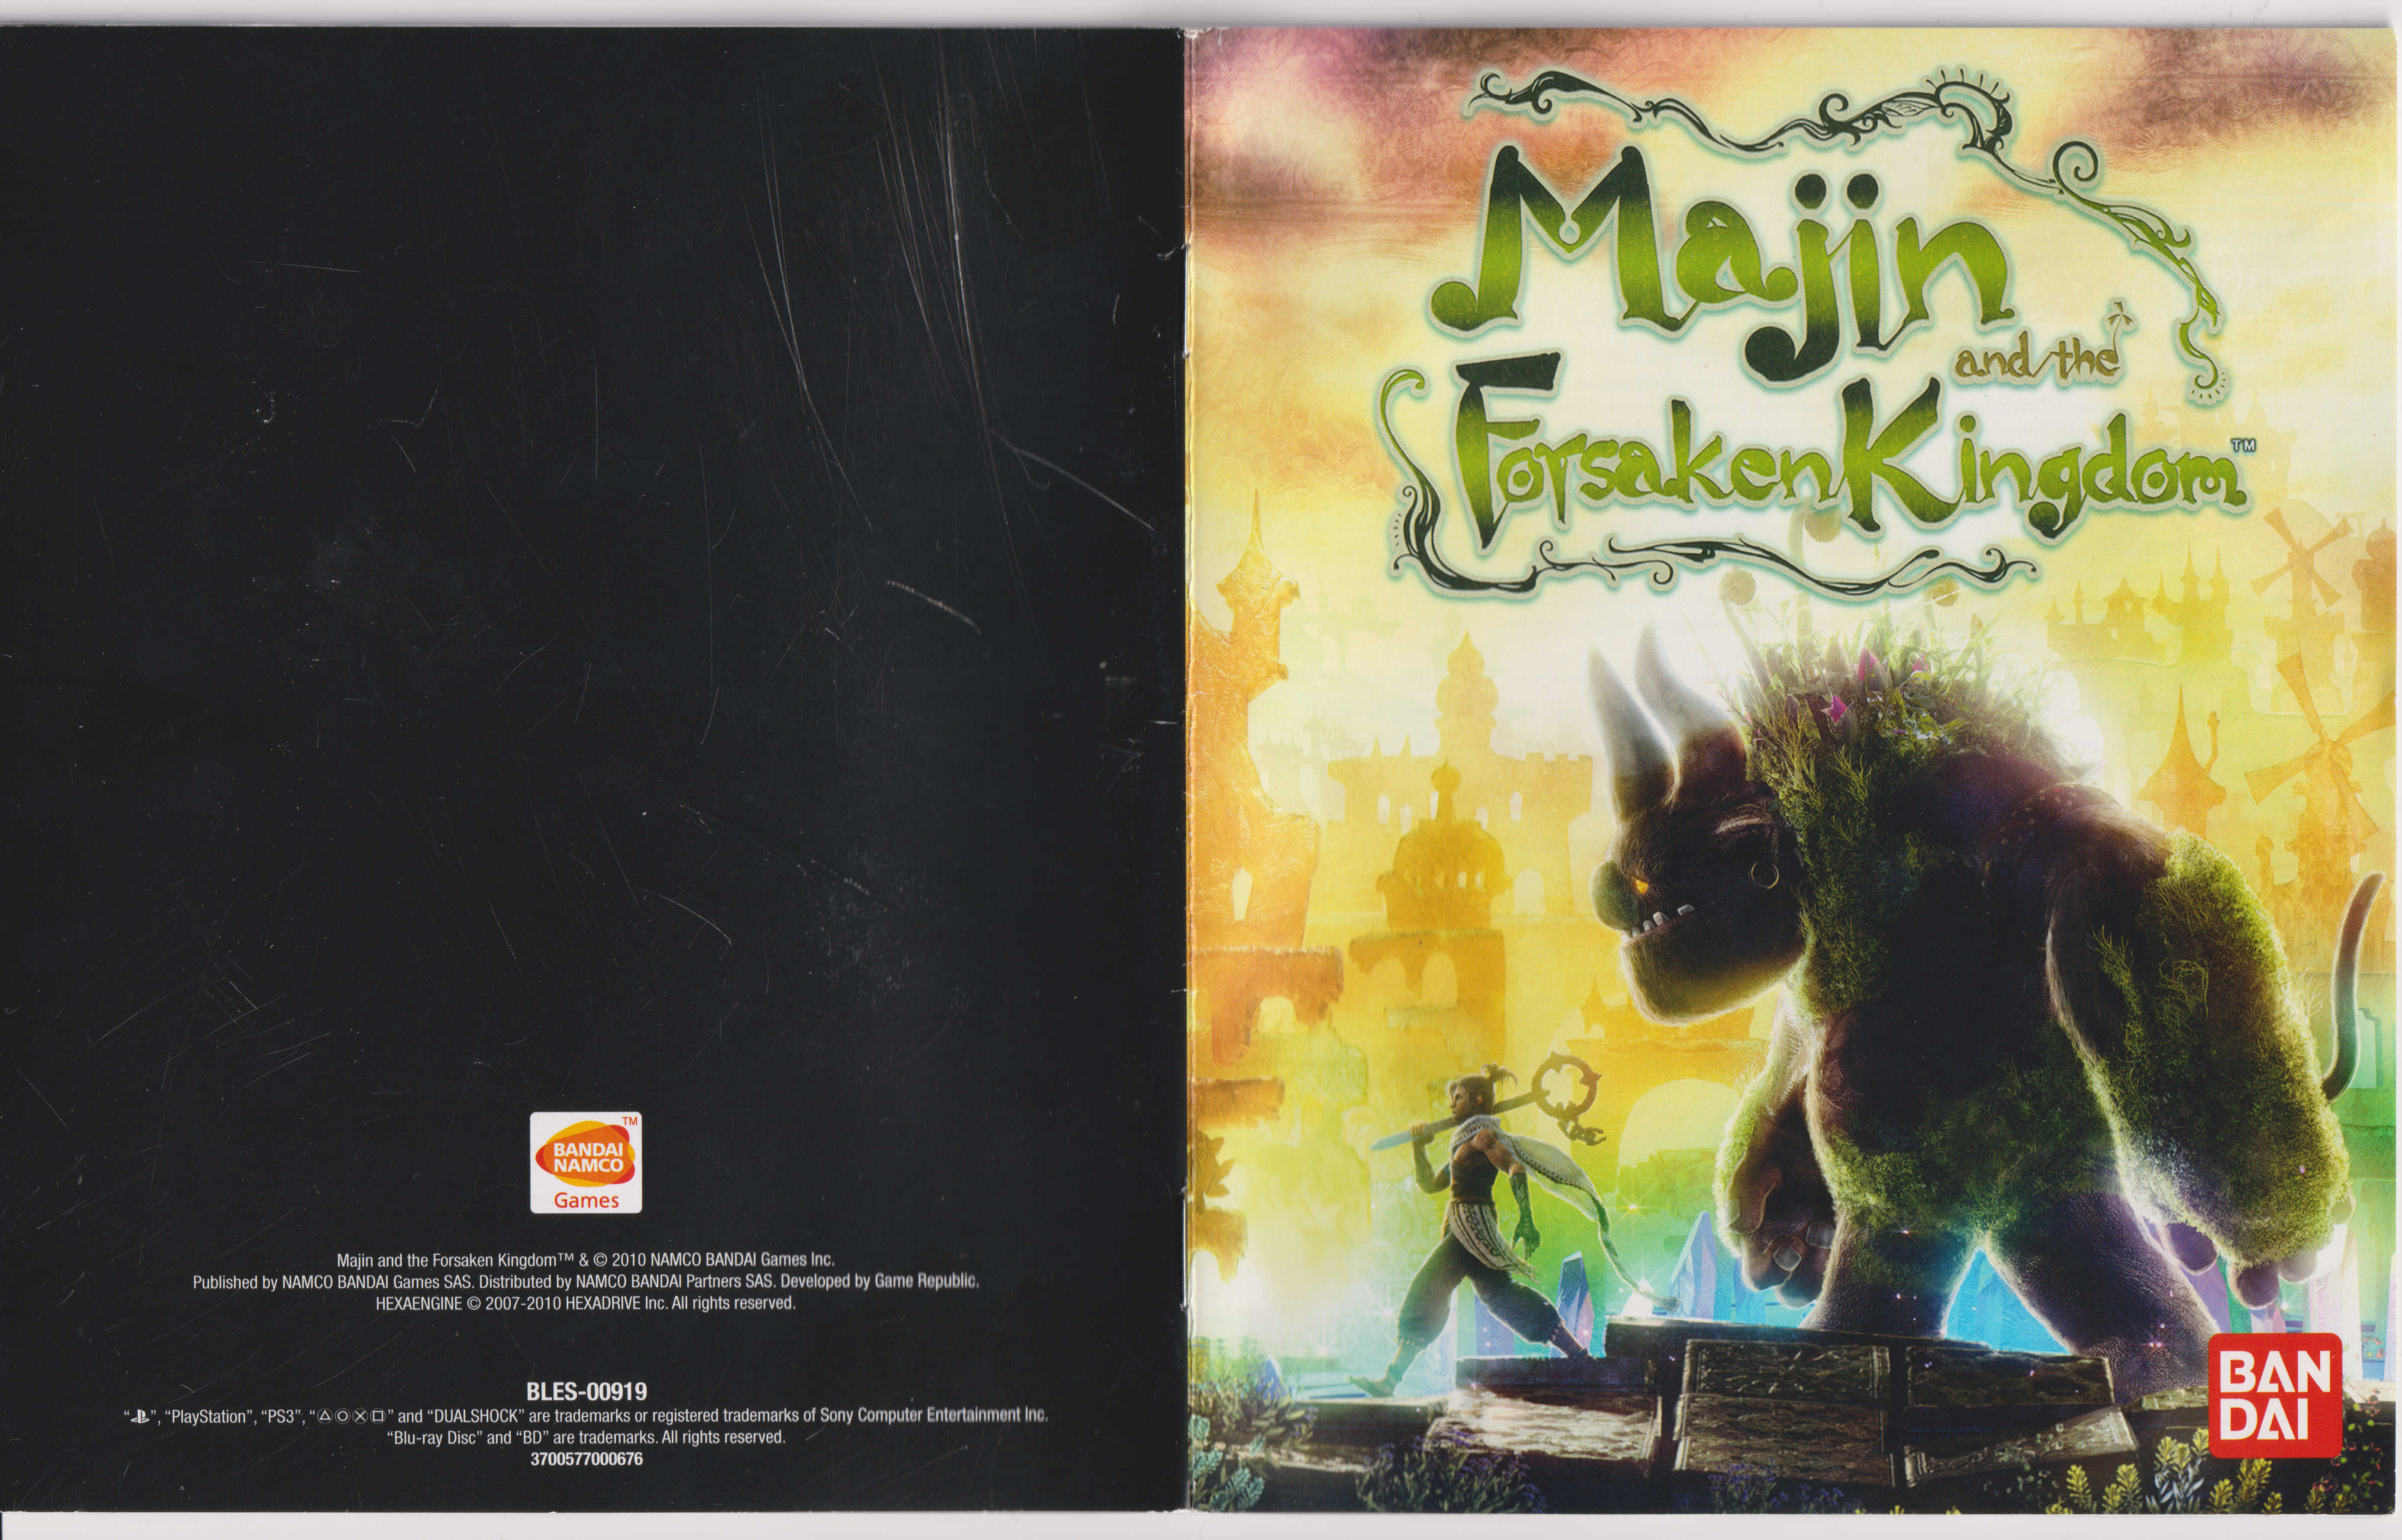 BANDAI
NAMCO
TM
Games
Majin and the Forsaken Kingdom™ & © 2010 NAMCO BANDAI Games Inc.
Published by NAMCO BANDAI Games SAS. Distributed by NAMCO BANDAI Partners SAS. Developed by Game Republic.
HEXAENGINE © 2007-2010 HEXADRIVE Inc. All rights reserved.
BLES-00919
“PS”, “PlayStation”, “PS3”, “△○✕□” and “DUALSHOCK” are trademarks or registered trademarks of Sony Computer Entertainment Inc.
“Blu-ray Disc” and “BD” are trademarks. All rights reserved.
3700577000676
Majin
and the
Forsaken Kingdom™
BAN
DAI